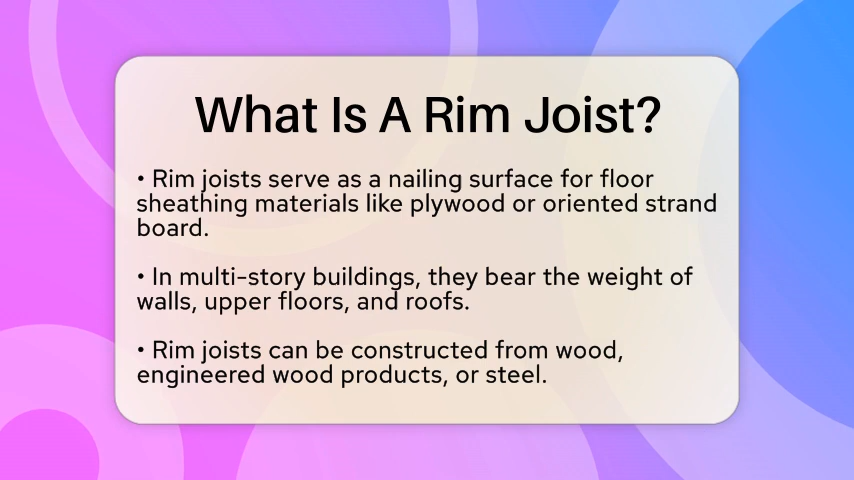 What Is A Rim Joist?
• Rim joists serve as a nailing surface for floor
sheathing materials like plywood or oriented strand
board.
• In multi-story buildings, they bear the weight of
walls, upper floors, and roofs.
• Rim joists can be constructed from wood,
engineered wood products, or steel.